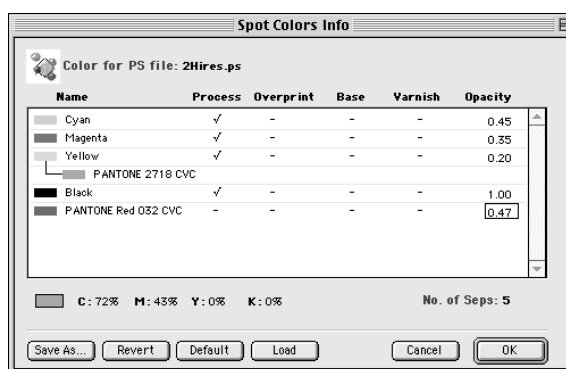 Spot Colors Info
Color for PS file: 2Hires.ps
Name Process Overprint Base Varnish Opacity
Cyan √ - - - 0.45
Magenta √ - - - 0.35
Yellow √ - - - 0.20
PANTONE 2718 CVC
Black √ - - - 1.00
PANTONE Red 032 CVC - - - - 0.47
C: 72% M: 43% Y: 0% K: 0% No. of Seps: 5
Save As... Revert Default Load Cancel OK